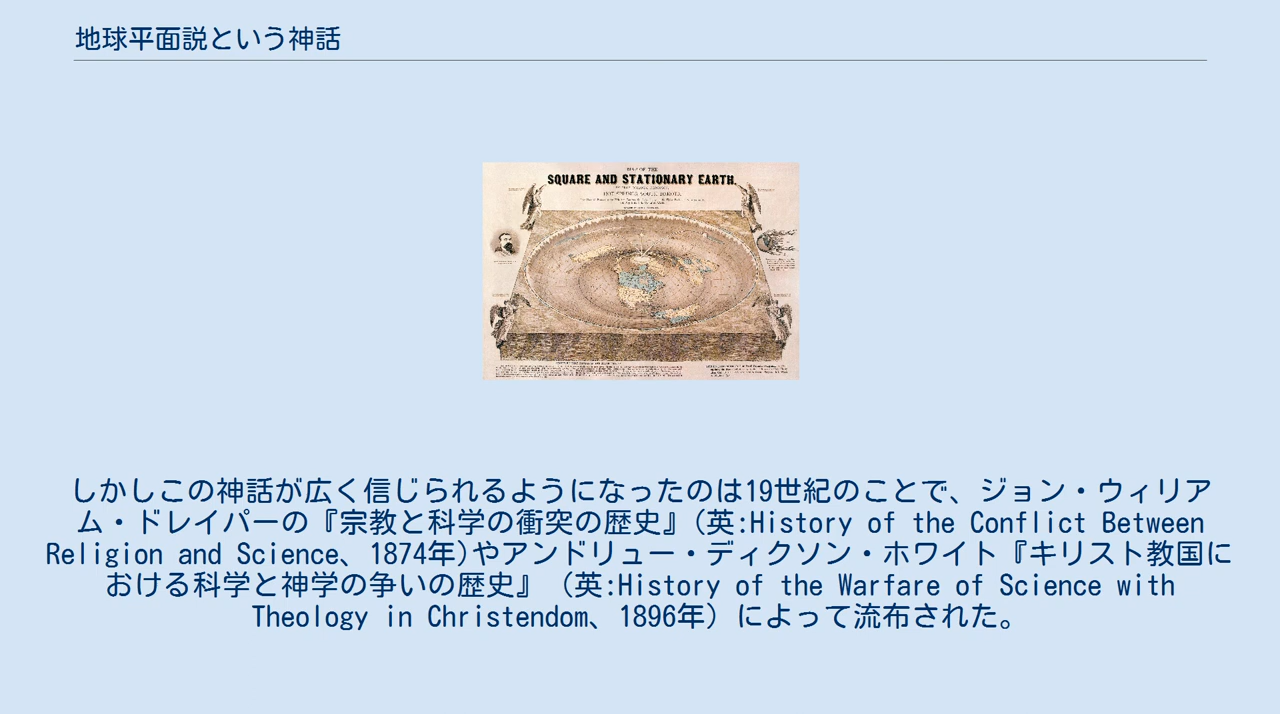 地球平面説という神話
MAP OF THE
SQUARE AND STATIONARY EARTH.
しかしこの神話が広く信じられるようになったのは19世紀のことで、ジョン・ウィリア
ム・ドレイパーの『宗教と科学の衝突の歴史』(英:History of the Conflict Between
Religion and Science、1874年)やアンドリュー・ディクソン・ホワイト『キリスト教国に
おける科学と神学の争いの歴史』（英:History of the Warfare of Science with
Theology in Christendom、1896年）によって流布された。